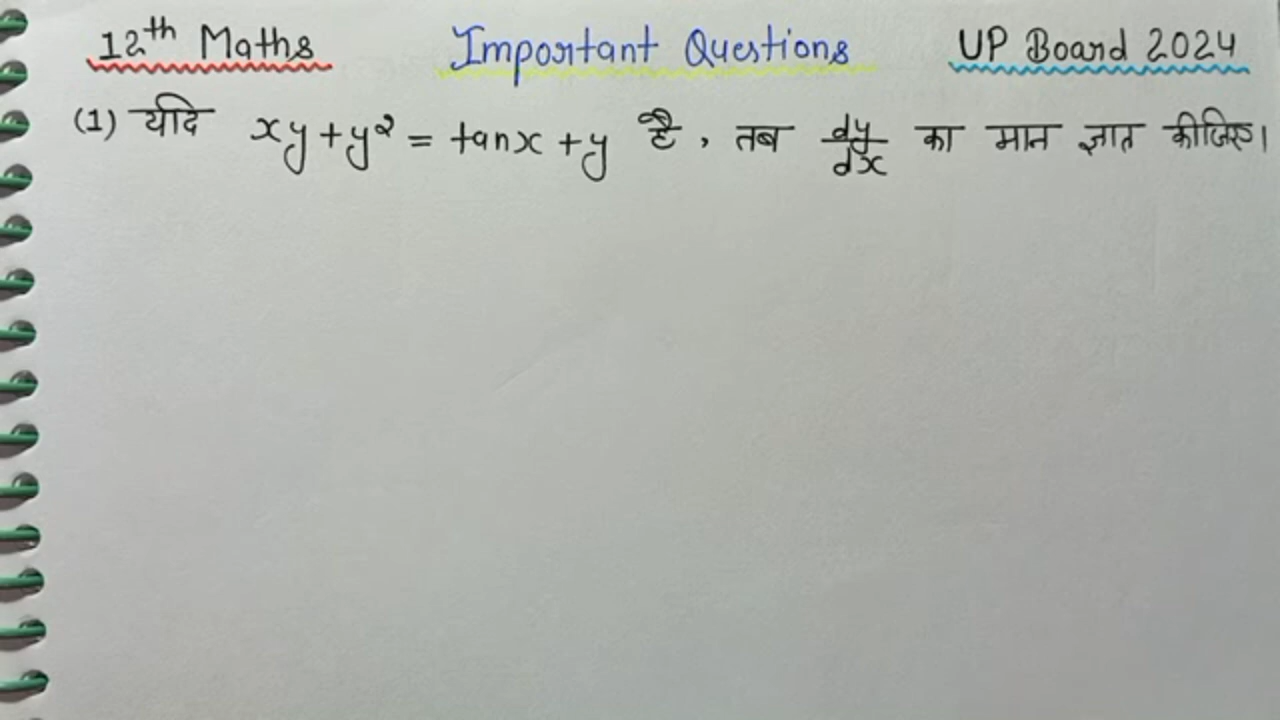 12th Maths Important Questions UP Board 2024
(1) यदि xy + y² = tanx + y है, तब dy/dx का मान ज्ञात कीजिए।